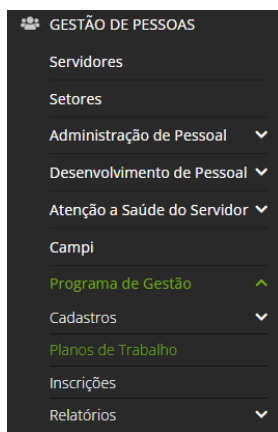 GESTÃO DE PESSOAS
Servidores
Setores
Administração de Pessoal
Desenvolvimento de Pessoal
Atenção a Saúde do Servidor
Campi
Programa de Gestão
Cadastros
Planos de Trabalho
Inscrições
Relatórios